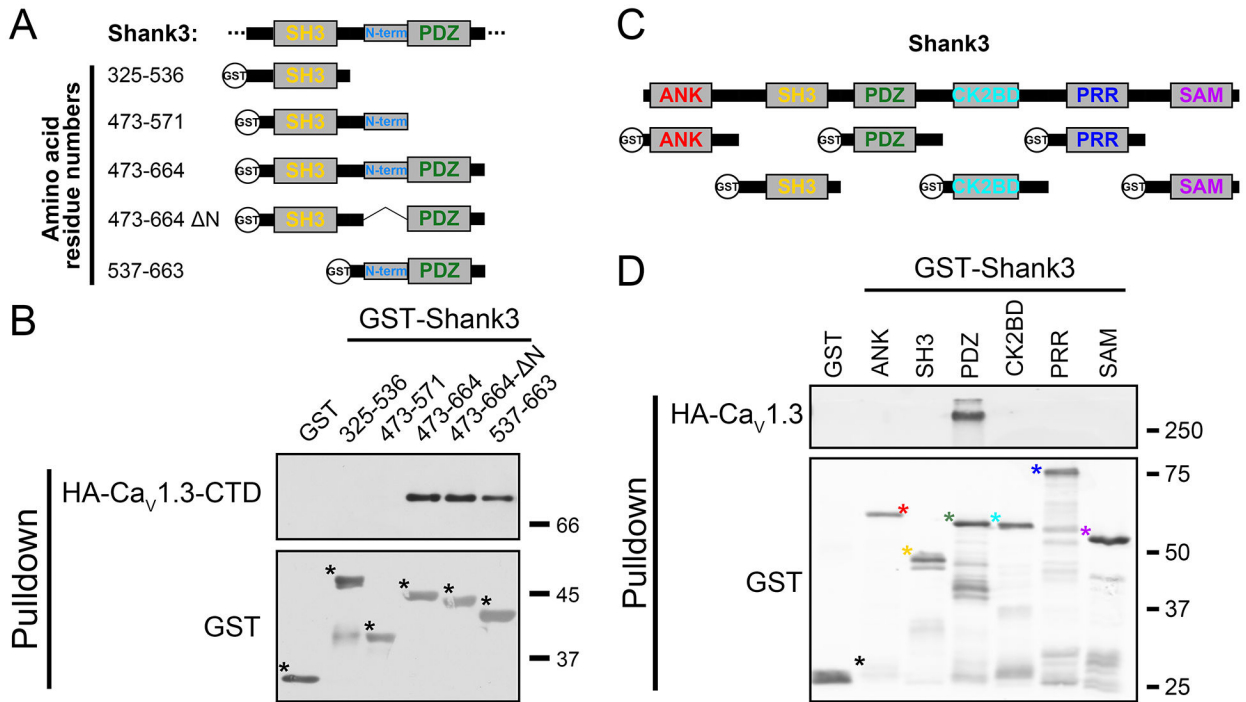 A
Shank3:
··· SH3 N-term PDZ ···
Amino acid
residue numbers
325-536
GST SH3
473-571
GST SH3 N-term
473-664
GST SH3 N-term PDZ
473-664 ΔN
GST SH3 PDZ
537-663
GST N-term PDZ
B
GST-Shank3
GST
325-536
473-571
473-664
473-664-ΔN
537-663
Pulldown
HA-CaV1.3-CTD
66
GST
* * * * * *
45
37
C
Shank3
ANK SH3 PDZ CK2BD PRR SAM
GST ANK GST PDZ GST PRR
GST SH3 GST CK2BD GST SAM
D
GST-Shank3
GST
ANK
SH3
PDZ
CK2BD
PRR
SAM
Pulldown
HA-CaV1.3
250
GST
* * * * * * *
75
50
37
25